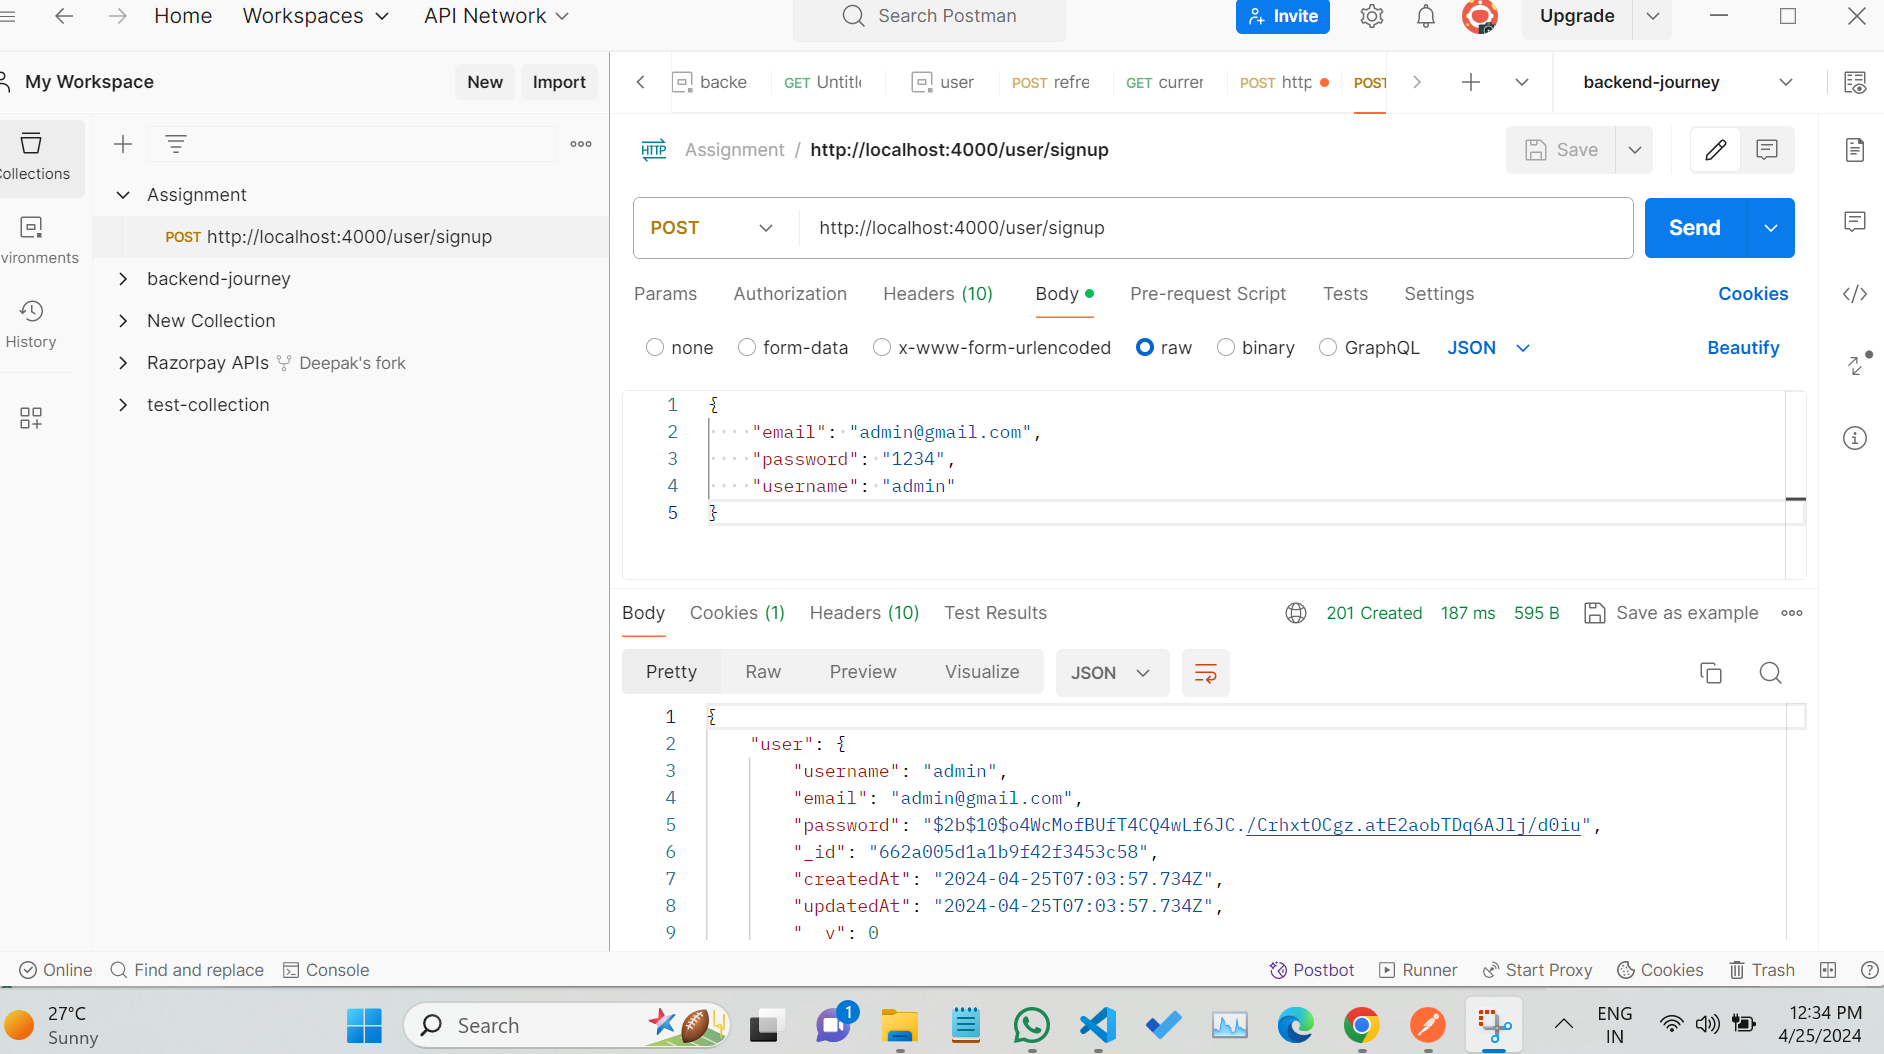 Home Workspaces API Network Search Postman Invite Upgrade
My Workspace New Import backe GET Untitle user POST refre GET currer POST http POST backend-journey
Collections
Environments
History
Assignment
POST http://localhost:4000/user/signup
backend-journey
New Collection
Razorpay APIs Deepak's fork
test-collection
HTTP Assignment / http://localhost:4000/user/signup Save
POST http://localhost:4000/user/signup Send
Params Authorization Headers (10) Body Pre-request Script Tests Settings Cookies
none form-data x-www-form-urlencoded raw binary GraphQL JSON Beautify
1 {
2 "email": "admin@gmail.com",
3 "password": "1234",
4 "username": "admin"
5 }
Body Cookies (1) Headers (10) Test Results 201 Created 187 ms 595 B Save as example
Pretty Raw Preview Visualize JSON
1 {
2 "user": {
3 "username": "admin",
4 "email": "admin@gmail.com",
5 "password": "$2b$10$o4WcMofBUfT4CQ4wLf6JC./CrhxtOCgz.atE2aobTDq6AJlj/d0iu",
6 "_id": "662a005d1a1b9f42f3453c58",
7 "createdAt": "2024-04-25T07:03:57.734Z",
8 "updatedAt": "2024-04-25T07:03:57.734Z",
9 "__v": 0
Online Find and replace Console Postbot Runner Start Proxy Cookies Trash
27°C
Sunny
Search
1
ENG
IN
12:34 PM
4/25/2024